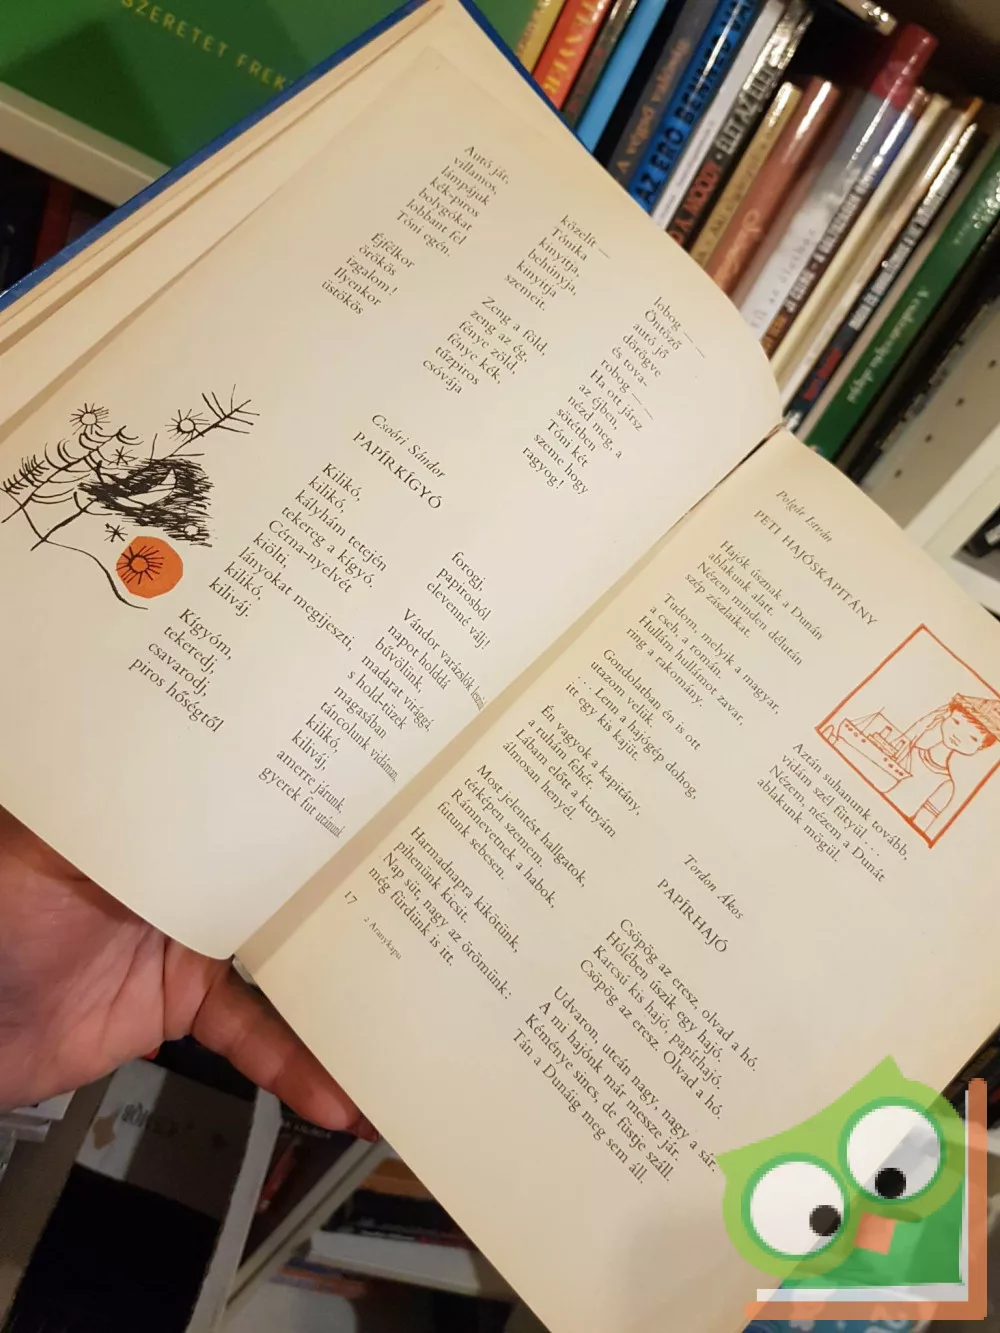 SZERETET FREK
Autó jár,
villamos,
lámpájuk
kék-piros
bolygókat
lobbant fel
Tóni egén.
Éjfélkor
örökös
izgalom!
Ilyenkor
üstökös
közelít —
Tónika
kinyitja,
behúnyja,
kinyitja
szemeit.
Zeng a föld,
zeng az ég,
fényc zöld,
fényc kék,
tűzpiros
csóvája
lobog — —
Öntöző
autó jő
dörögve
és tova-
robog — —
Ha ott jársz
az éjben,
nézd meg, a
sötétben
Tóni két
szeme hogy
ragyog!
Csoóri Sándor
PAPÍRKÍGYÓ
Kilikó,
kilikó,
kályhám tetején
tekereg a kígyó,
Cérna-nyelvét
kiölti,
lányokat megijeszti,
kilikó,
kiliváj.
Kígyóm,
tekeredj,
csavarodj,
piros hőségtől
forogj,
papirosból
elevenné válj!
Vándor varázslók
napot holddá
bűvölünk,
madarat virággá,
s hold-tüzek
magasában
táncolunk vidáman,
kilikó,
kiliváj,
amerre járunk,
gyerek fut utánunk
Polgár István
PETI HAJÓSKAPITÁNY
Hajók úsznak a Dunán
ablakunk alatt.
Nézem minden délután
szép zászlaikat.
Tudom, melyik a magyar,
a cseh, a román.
Hullám hullámot zavar,
ring a rakomány.
Gondolatban én is ott
utazom velük.
. . . Lenn a hajógép dohog,
itt egy kis kajüt.
Én vagyok a kapitány,
a ruhám fehér.
Lábam előtt a kutyám
álmosan henyél.
Most jelentést hallgatok,
térképen szemem.
Rámnevetnek a habok,
futunk sebesen.
Harmadnapra kikötünk,
pihenünk kicsit.
Nap süt, nagy az örömünk:
még fürdünk is itt.
Aztán suhanunk tovább,
vidám szél fütyül . . .
Nézem, nézem a Dunát
ablakunk mögül.
Tordon Ákos
PAPÍRHAJÓ
Csöpög az eresz, olvad a hó.
Hólében úszik egy hajó,
Karcsú kis hajó, papírhajó,
Csöpög az eresz. Olvad a hó.
Udvaron, utcán nagy, nagy a sár.
A mi hajónk már messze jár.
Kéménye sincs, de füstje száll.
Tán a Dunáig meg sem áll.
17
2 Aranykapu